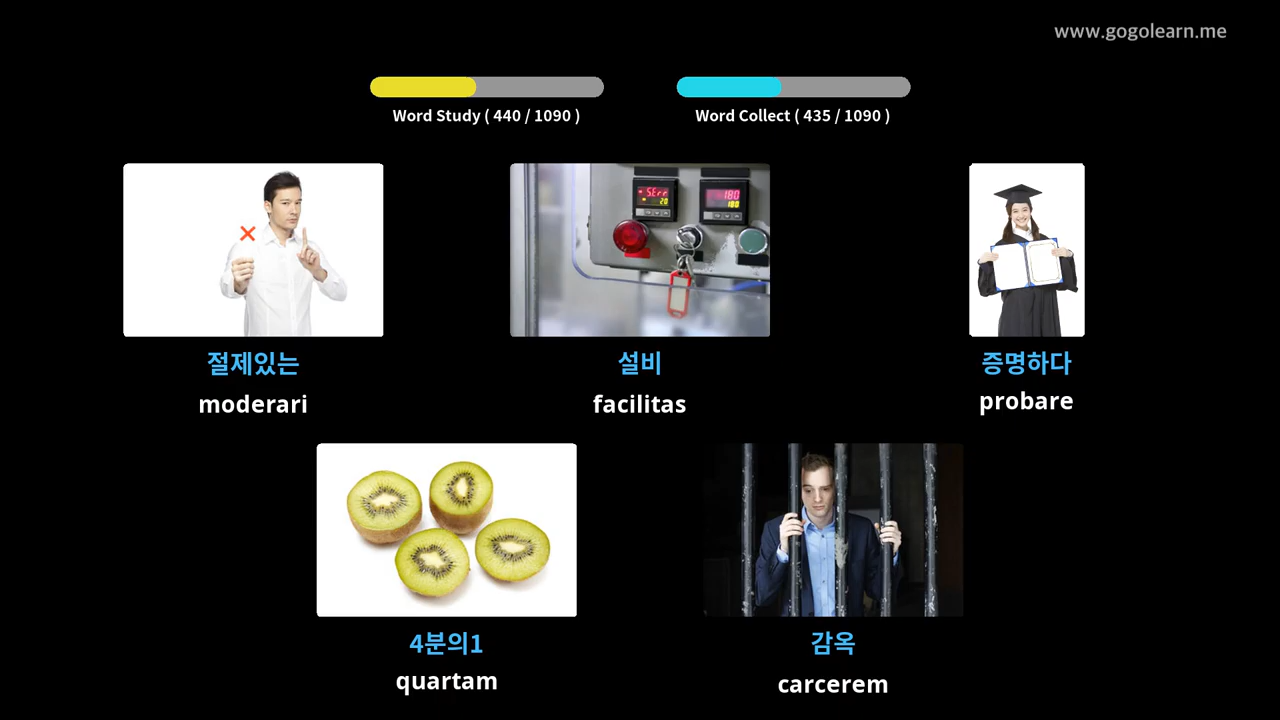 www.gogolearn.me
Word Study ( 440 / 1090 )
Word Collect ( 435 / 1090 )
절제있는
moderari
설비
facilitas
증명하다
probare
4분의1
quartam
감옥
carcerem